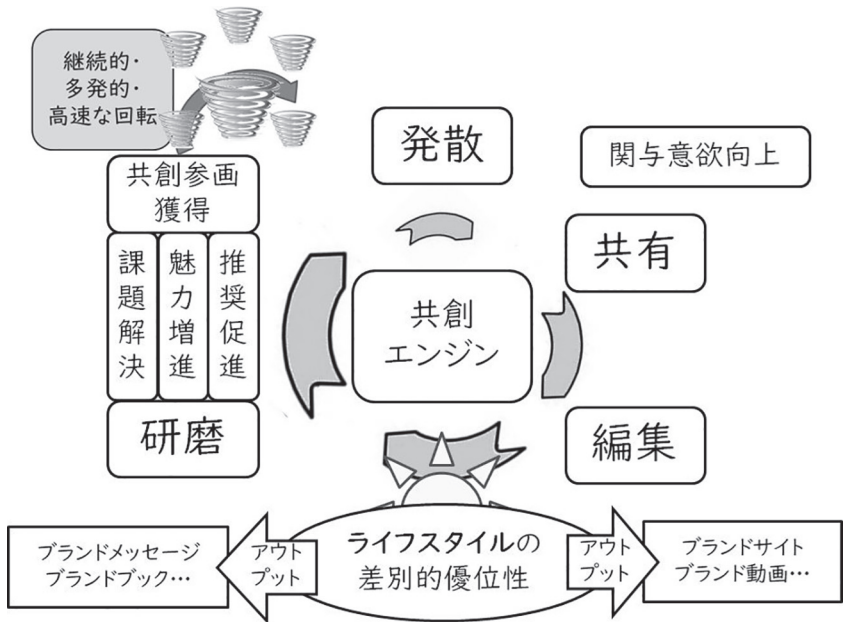 継続的・
多発的・
高速な回転
発散
関与意欲向上
共創参画
獲得
共有
課題解決
魅力増進
推奨促進
共創
エンジン
研磨
編集
ブランドメッセージ
ブランドブック…
アウト
プット
ライフスタイルの
差別的優位性
アウト
プット
ブランドサイト
ブランド動画…